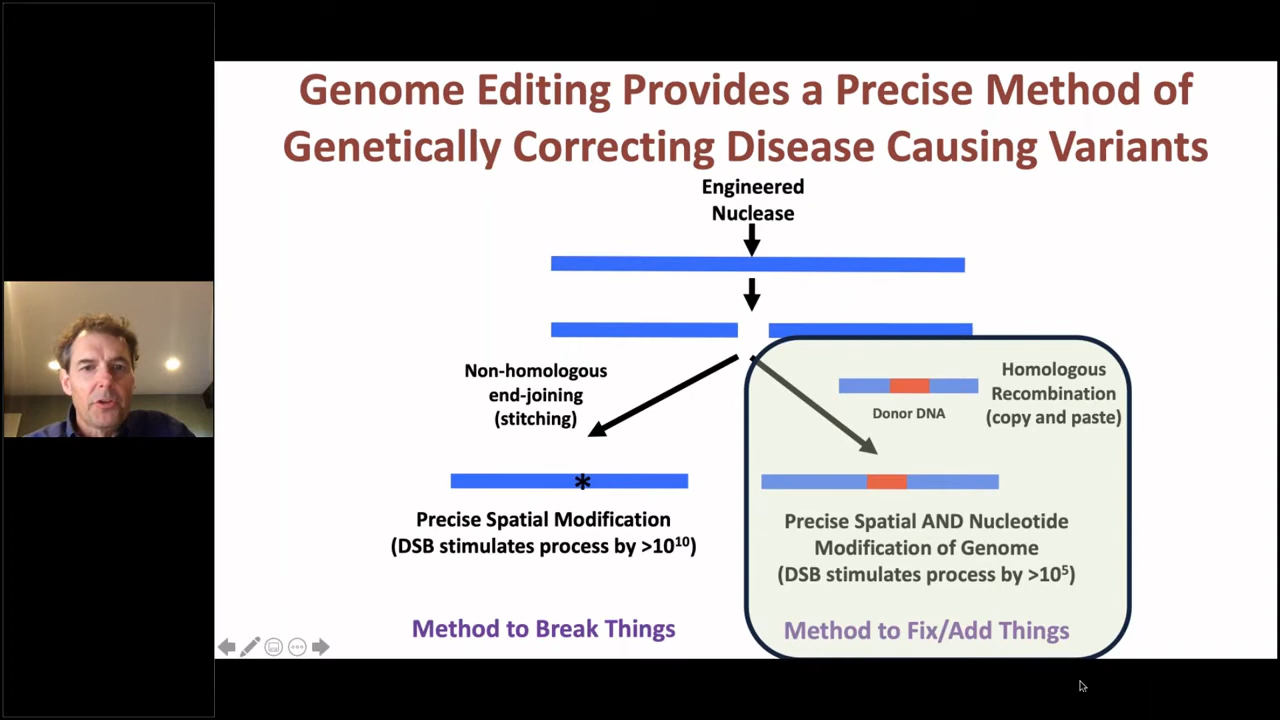 Genome Editing Provides a Precise Method of
Genetically Correcting Disease Causing Variants
Engineered
Nuclease
Non-homologous
end-joining
(stitching)
Homologous
Recombination
(copy and paste)
Donor DNA
*
Precise Spatial Modification
(DSB stimulates process by >10¹⁰)
Precise Spatial AND Nucleotide
Modification of Genome
(DSB stimulates process by >10⁵)
Method to Break Things
Method to Fix/Add Things